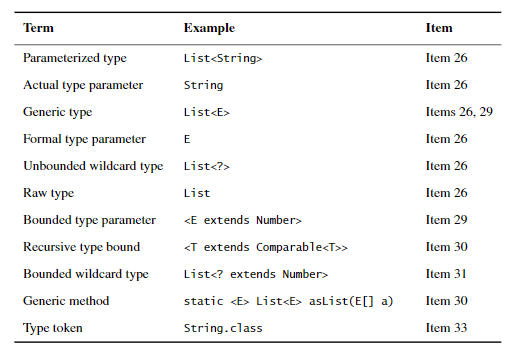 Term Example Item
Parameterized type List<String> Item 26
Actual type parameter String Item 26
Generic type List<E> Items 26, 29
Formal type parameter E Item 26
Unbounded wildcard type List<?> Item 26
Raw type List Item 26
Bounded type parameter <E extends Number> Item 29
Recursive type bound <T extends Comparable<T>> Item 30
Bounded wildcard type List<? extends Number> Item 31
Generic method static <E> List<E> asList(E[] a) Item 30
Type token String.class Item 33